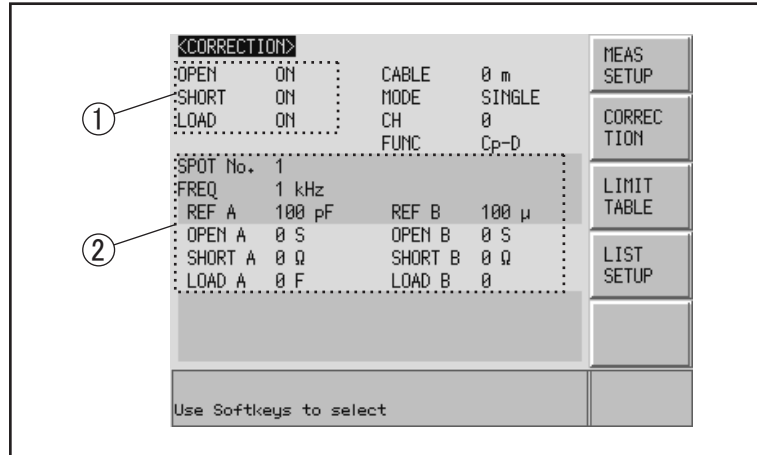 <CORRECTION>
OPEN ON CABLE 0 m
SHORT ON MODE SINGLE
LOAD ON CH 0
FUNC Cp-D
SPOT No. 1
FREQ 1 kHz
REF A 100 pF REF B 100 μ
OPEN A 0 S OPEN B 0 S
SHORT A 0 Ω SHORT B 0 Ω
LOAD A 0 F LOAD B 0
Use Softkeys to select
MEAS
SETUP
CORREC
TION
LIMIT
TABLE
LIST
SETUP
1
2